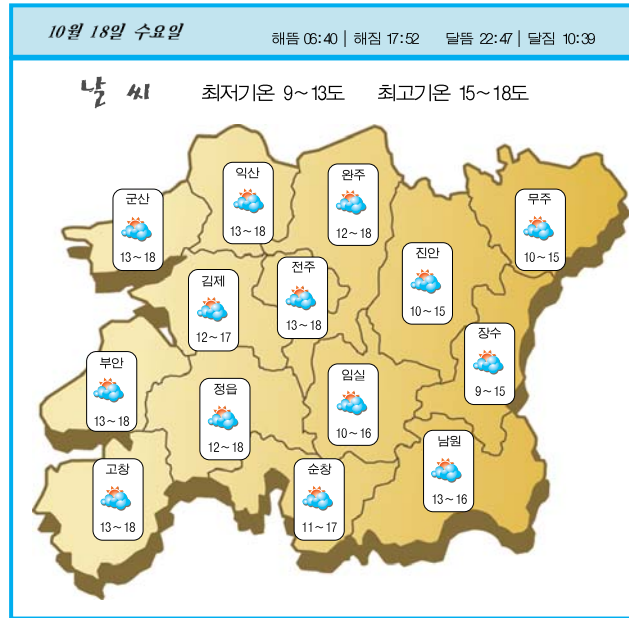 10월 18일 수요일
해뜸 06:40 | 해짐 17:52 달뜸 22:47 | 달짐 10:39
날 씨 최저기온 9~13도 최고기온 15~18도
익산
13~18
완주
12~18
군산
13~18
무주
10~15
진안
10~15
전주
13~18
김제
12~17
장수
9~15
부안
13~18
임실
10~16
정읍
12~18
남원
13~16
고창
13~18
순창
11~17